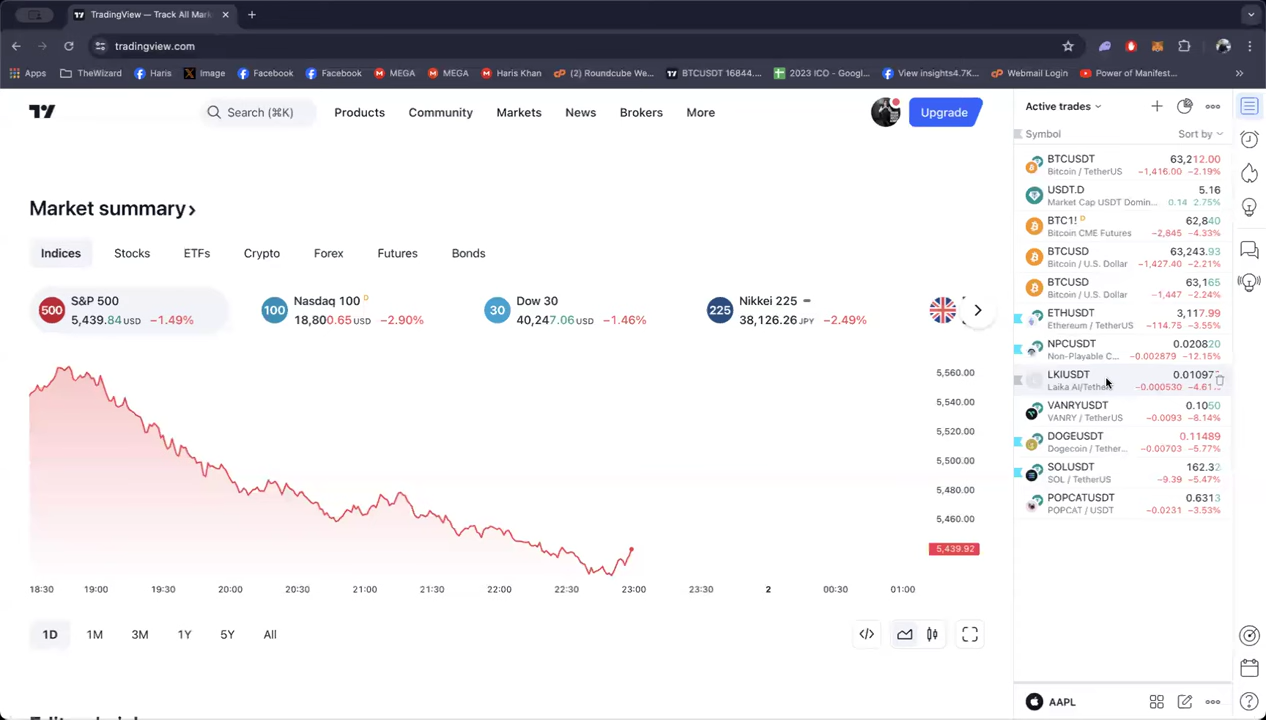 TradingView — Track All Mark
tradingview.com
Apps
TheWizard
Haris
Image
Facebook
Facebook
MEGA
MEGA
Haris Khan
(2) Roundcube We...
BTCUSDT 16844....
2023 ICD - Googl...
View insights4.7K...
Webmail Login
Power of Manifest...
Search (⌘K)
Products
Community
Markets
News
Brokers
More
Upgrade
Market summary
Indices
Stocks
ETFs
Crypto
Forex
Futures
Bonds
500
S&P 500
5,439.84 USD −1.49%
100
Nasdaq 100 D
18,800.65 USD −2.90%
30
Dow 30
40,247.06 USD −1.46%
225
Nikkei 225
38,126.26 JPY −2.49%
5,560.00
5,540.00
5,520.00
5,500.00
5,480.00
5,460.00
5,439.92
18:30 19:00 19:30 20:00 20:30 21:00 21:30 22:00 22:30 23:00 23:30 2 00:30 01:00
1D 1M 3M 1Y 5Y All
Active trades
Symbol Sort by
BTCUSDT 63,212.00
Bitcoin / TetherUS −1,416.00 −2.19%
USDT.D 5.16
Market Cap USDT Domin... 0.14 2.75%
BTC1! D 62,840
Bitcoin CME Futures −2,845 −4.33%
BTCUSD 63,243.93
Bitcoin / U.S. Dollar −1,427.40 −2.21%
BTCUSD 63,165
Bitcoin / U.S. Dollar −1,447 −2.24%
ETHUSDT 3,117.99
Ethereum / TetherUS −114.75 −3.55%
NPCUSDT 0.020820
Non-Playable C... −0.002879 −12.15%
LKIUSDT 0.01097
Laika AI/Tether −0.000530 −4.61
VANRYUSDT 0.1050
VANRY / TetherUS −0.0093 −8.14%
DOGEUSDT 0.11489
Dogecoin / Tether... −0.00703 −5.77%
SOLUSDT 162.32
SOL / TetherUS −9.39 −5.47%
POPCATUSDT 0.6313
POPCAT / USDT −0.0231 −3.53%
AAPL